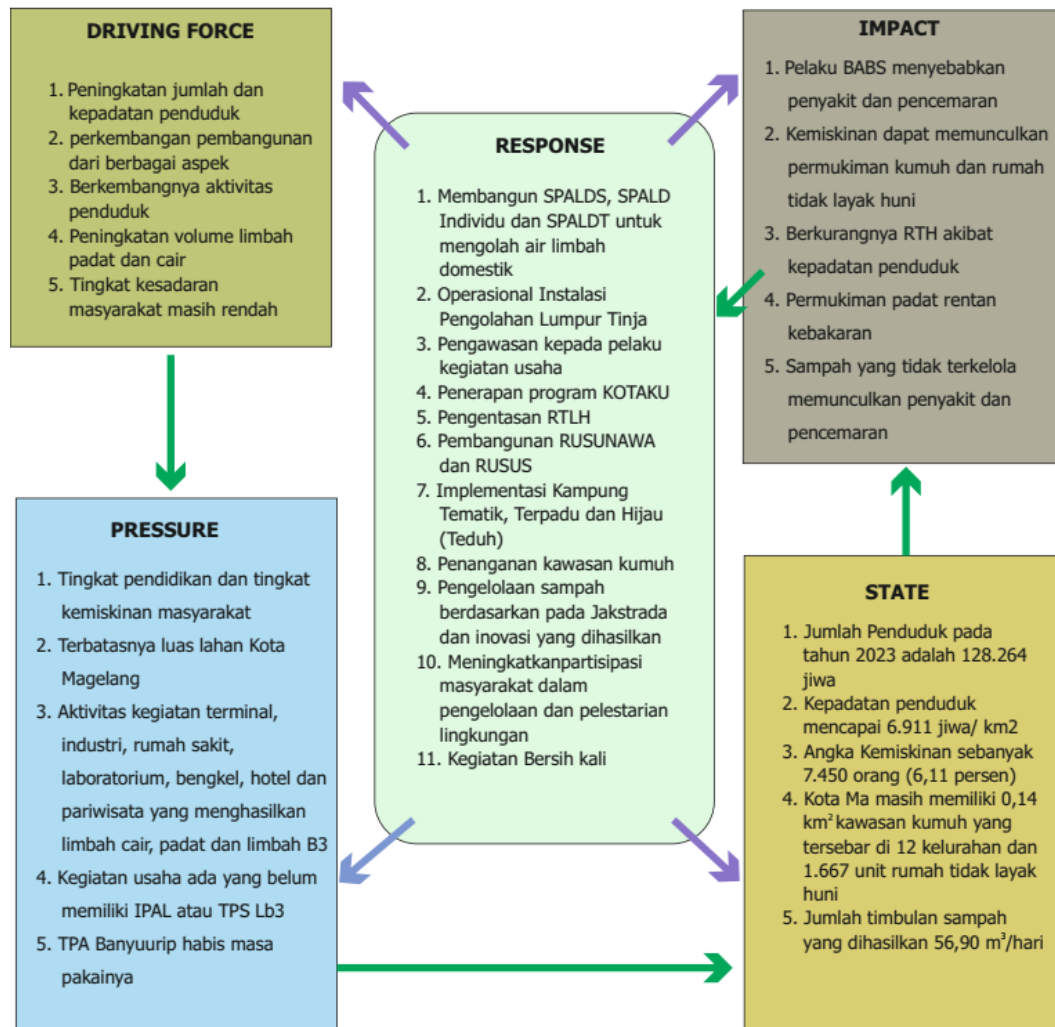 DRIVING FORCE
1. Peningkatan jumlah dan
kepadatan penduduk
2. perkembangan pembangunan
dari berbagai aspek
3. Berkembangnya aktivitas
penduduk
4. Peningkatan volume limbah
padat dan cair
5. Tingkat kesadaran
masyarakat masih rendah
PRESSURE
1. Tingkat pendidikan dan tingkat
kemiskinan masyarakat
2. Terbatasnya luas lahan Kota
Magelang
3. Aktivitas kegiatan terminal,
industri, rumah sakit,
laboratorium, bengkel, hotel dan
pariwisata yang menghasilkan
limbah cair, padat dan limbah B3
4. Kegiatan usaha ada yang belum
memiliki IPAL atau TPS Lb3
5. TPA Banyuurip habis masa
pakainya
RESPONSE
1. Membangun SPALDS, SPALD
Individu dan SPALDT untuk
mengolah air limbah
domestik
2. Operasional Instalasi
Pengolahan Lumpur Tinja
3. Pengawasan kepada pelaku
kegiatan usaha
4. Penerapan program KOTAKU
5. Pengentasan RTLH
6. Pembangunan RUSUNAWA
dan RUSUS
7. Implementasi Kampung
Tematik, Terpadu dan Hijau
(Teduh)
8. Penanganan kawasan kumuh
9. Pengelolaan sampah
berdasarkan pada Jakstrada
dan inovasi yang dihasilkan
10. Meningkatkanpartisipasi
masyarakat dalam
pengelolaan dan pelestarian
lingkungan
11. Kegiatan Bersih kali
IMPACT
1. Pelaku BABS menyebabkan
penyakit dan pencemaran
2. Kemiskinan dapat memunculkan
permukiman kumuh dan rumah
tidak layak huni
3. Berkurangnya RTH akibat
kepadatan penduduk
4. Permukiman padat rentan
kebakaran
5. Sampah yang tidak terkelola
memunculkan penyakit dan
pencemaran
STATE
1. Jumlah Penduduk pada
tahun 2023 adalah 128.264
jiwa
2. Kepadatan penduduk
mencapai 6.911 jiwa/ km2
3. Angka Kemiskinan sebanyak
7.450 orang (6,11 persen)
4. Kota Ma masih memiliki 0,14
km² kawasan kumuh yang
tersebar di 12 kelurahan dan
1.667 unit rumah tidak layak
huni
5. Jumlah timbulan sampah
yang dihasilkan 56,90 m³/hari